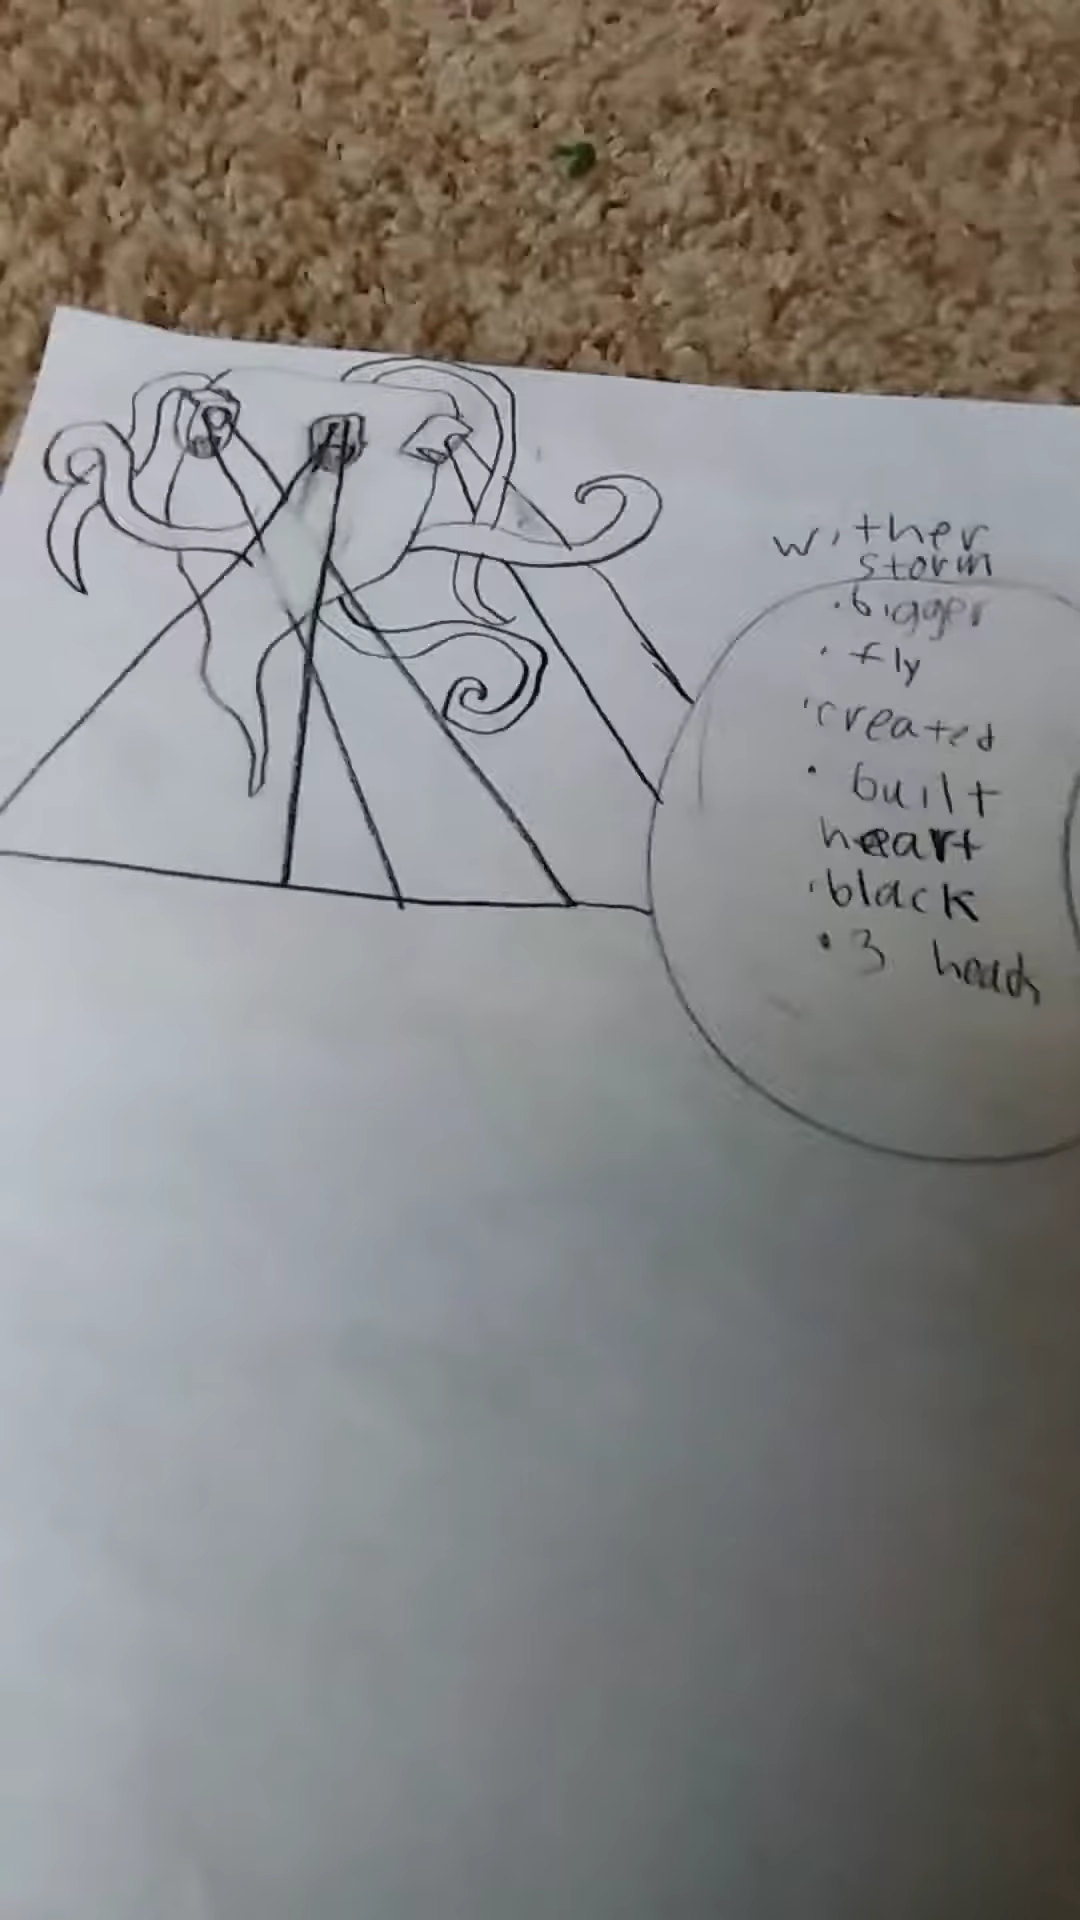 wither
storm
• bigger
• fly
• created
• built
heart
• black
• 3 heads